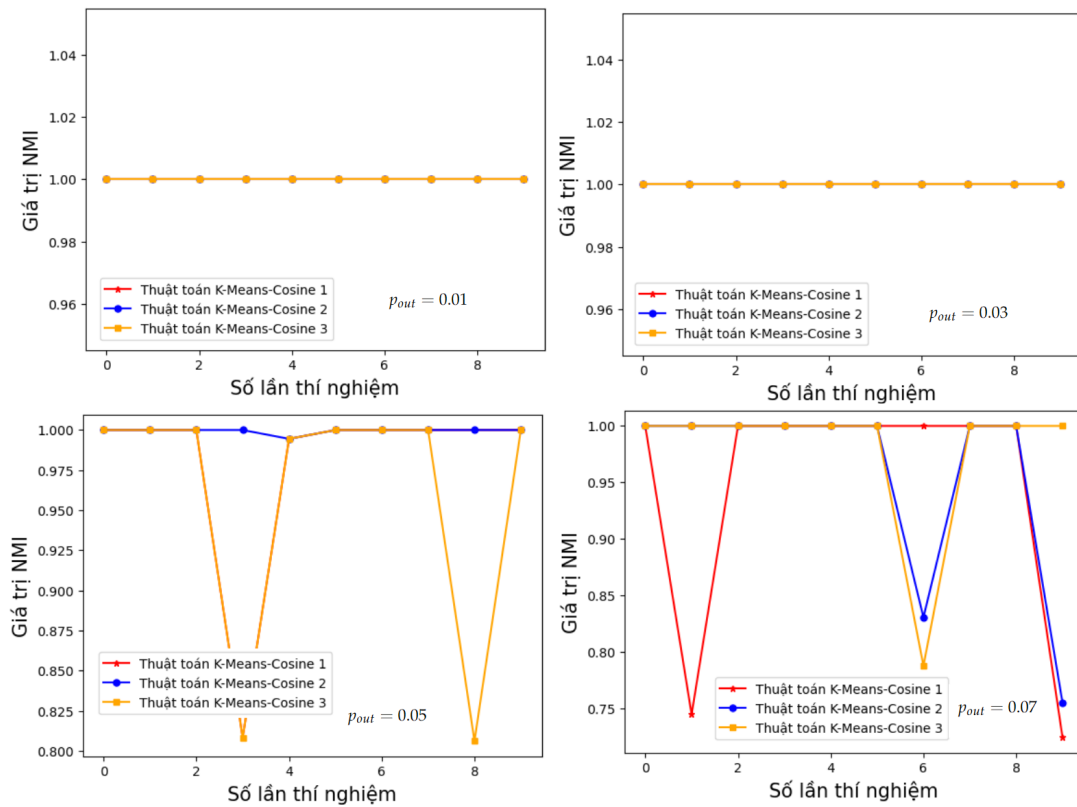 1.04
1.02
1.00
0.98
0.96
Giá trị NMI
Thuật toán K-Means-Cosine 1
Thuật toán K-Means-Cosine 2
Thuật toán K-Means-Cosine 3
p_out = 0.01
0 2 4 6 8
Số lần thí nghiệm
1.04
1.02
1.00
0.98
0.96
Giá trị NMI
Thuật toán K-Means-Cosine 1
Thuật toán K-Means-Cosine 2
Thuật toán K-Means-Cosine 3
p_out = 0.03
0 2 4 6 8
Số lần thí nghiệm
1.000
0.975
0.950
0.925
0.900
0.875
0.850
0.825
0.800
Giá trị NMI
Thuật toán K-Means-Cosine 1
Thuật toán K-Means-Cosine 2
Thuật toán K-Means-Cosine 3
p_out = 0.05
0 2 4 6 8
Số lần thí nghiệm
1.00
0.95
0.90
0.85
0.80
0.75
Giá trị NMI
Thuật toán K-Means-Cosine 1
Thuật toán K-Means-Cosine 2
Thuật toán K-Means-Cosine 3
p_out = 0.07
0 2 4 6 8
Số lần thí nghiệm